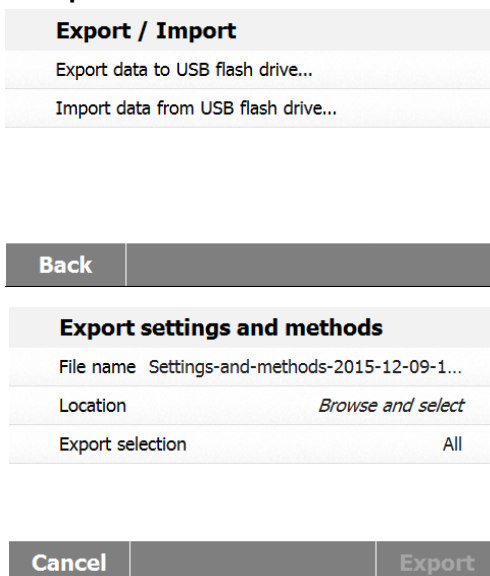 Export / Import
Export data to USB flash drive...
Import data from USB flash drive...
Back
Export settings and methods
File name Settings-and-methods-2015-12-09-1...
Location Browse and select
Export selection All
Cancel Export